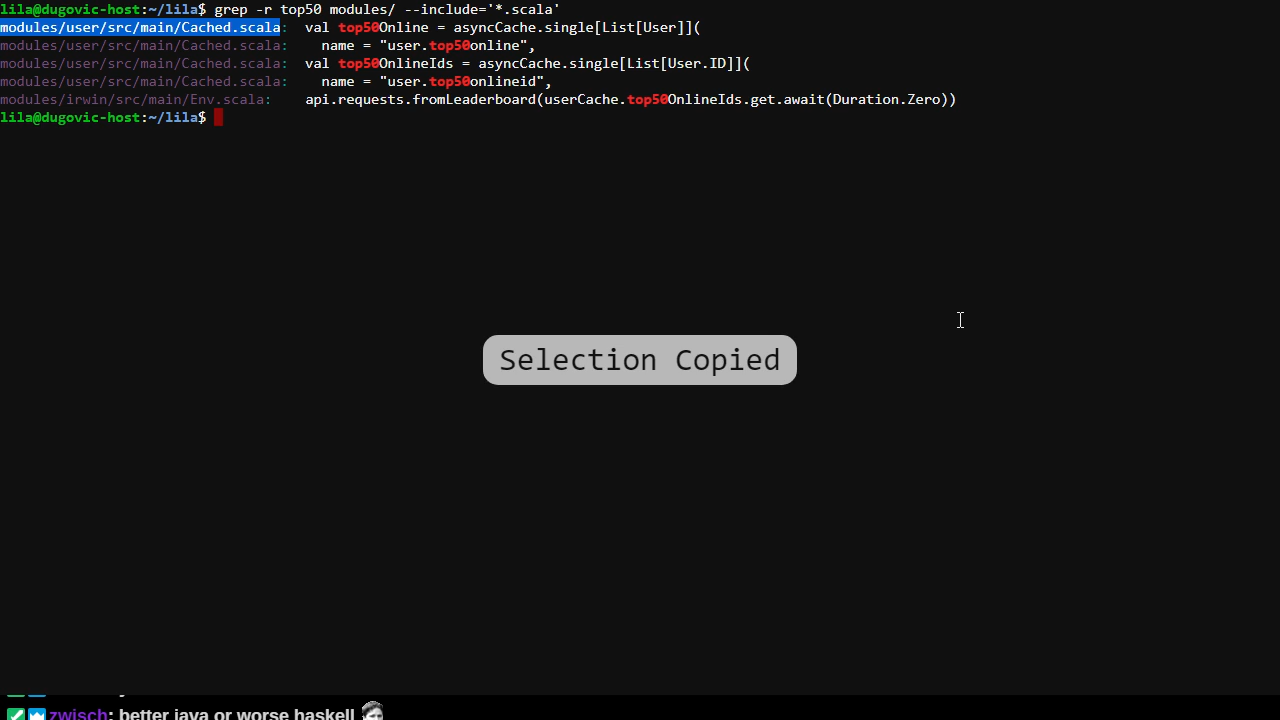 lila@dugovic-host:~/lila$ grep -r top50 modules/ --include='*.scala'
modules/user/src/main/Cached.scala:  val top50Online = asyncCache.single[List[User]](
modules/user/src/main/Cached.scala:    name = "user.top50online",
modules/user/src/main/Cached.scala:  val top50OnlineIds = asyncCache.single[List[User.ID]](
modules/user/src/main/Cached.scala:    name = "user.top50onlineid",
modules/irwin/src/main/Env.scala:    api.requests.fromLeaderboard(userCache.top50OnlineIds.get.await(Duration.Zero))
lila@dugovic-host:~/lila$
Selection Copied
zwisch: better java or worse haskell